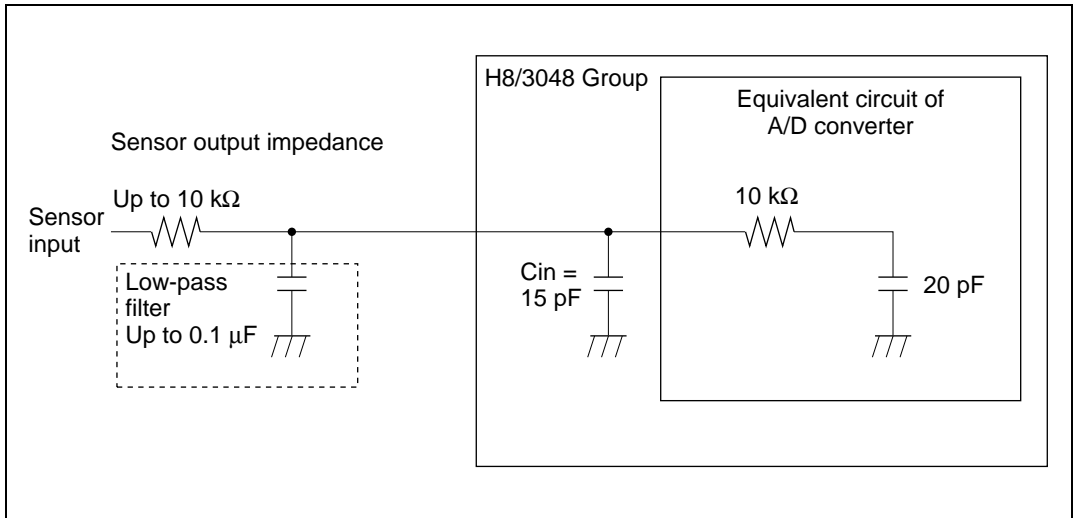 H8/3048 Group
Equivalent circuit of
A/D converter
Sensor output impedance
Up to 10 kΩ
10 kΩ
Sensor
input
Low-pass
filter
Up to 0.1 μF
Cin =
15 pF
20 pF